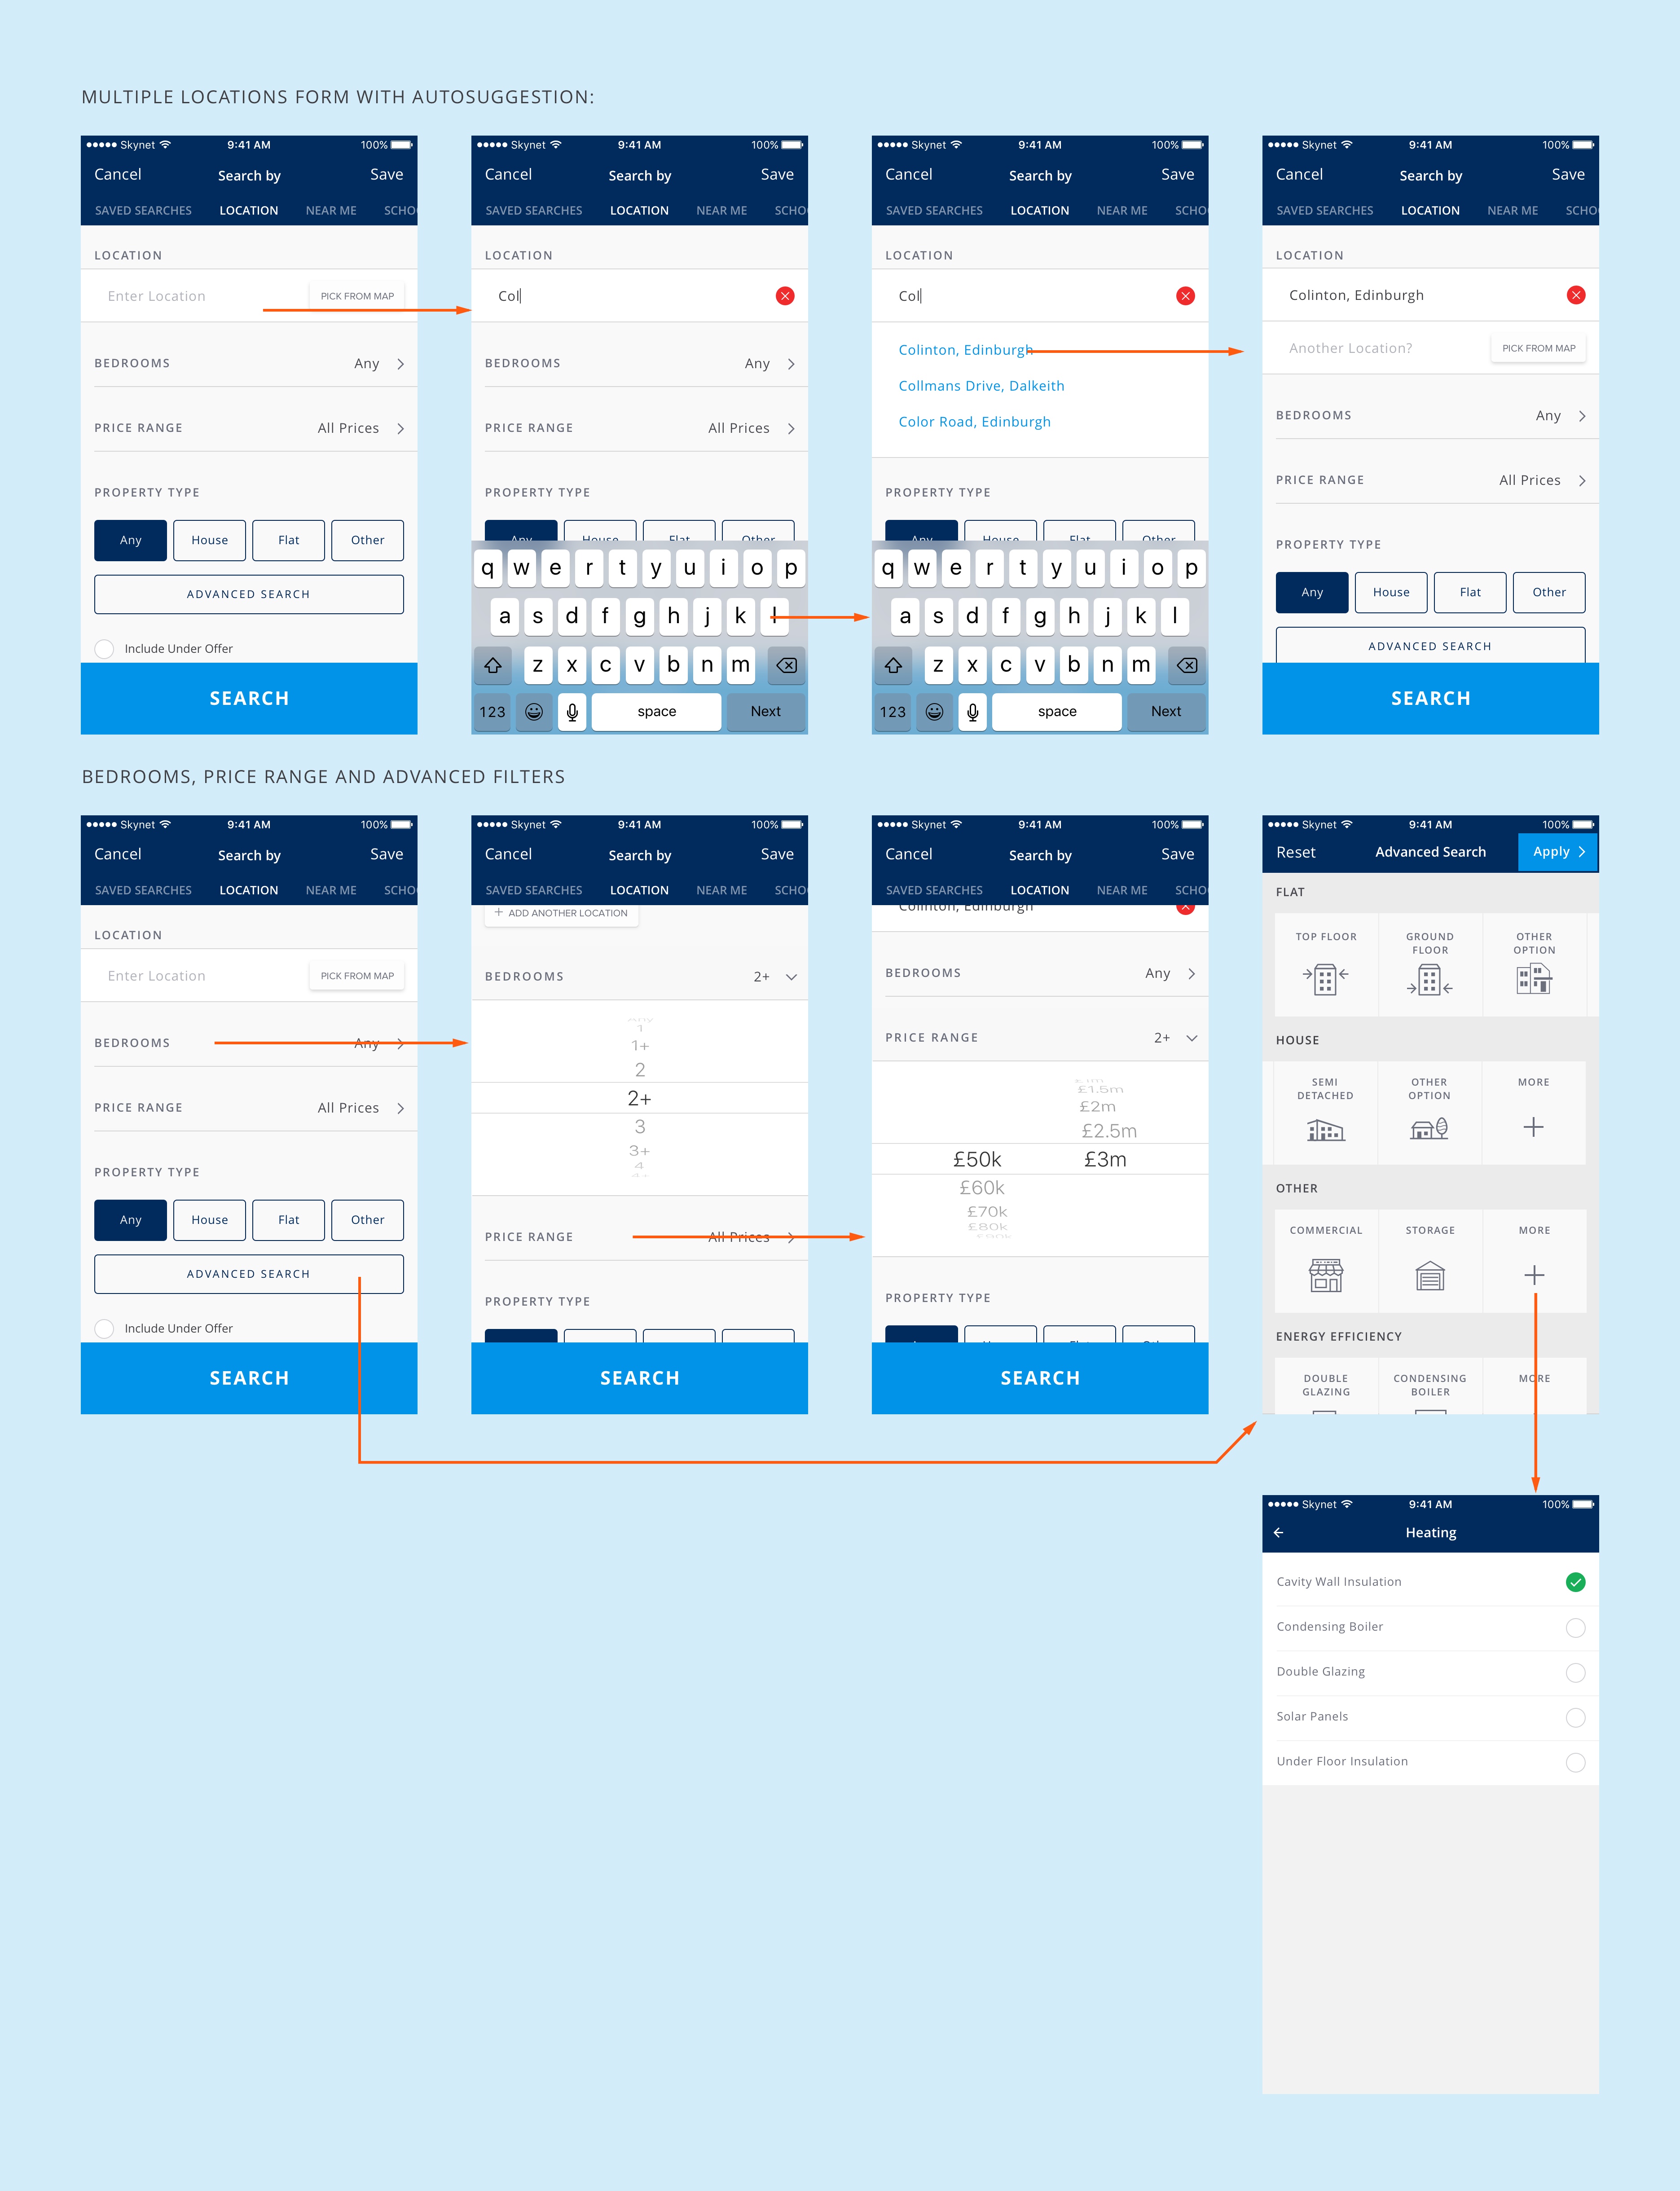 MULTIPLE LOCATIONS FORM WITH AUTOSUGGESTION:
Skynet 9:41 AM 100%
Cancel Search by Save
SAVED SEARCHES LOCATION NEAR ME SCHO
LOCATION
Enter Location PICK FROM MAP
BEDROOMS Any
PRICE RANGE All Prices
PROPERTY TYPE
Any House Flat Other
ADVANCED SEARCH
Include Under Offer
SEARCH
Skynet 9:41 AM 100%
Cancel Search by Save
SAVED SEARCHES LOCATION NEAR ME SCHO
LOCATION
Col
BEDROOMS Any
PRICE RANGE All Prices
PROPERTY TYPE
Any House Flat Other
q w e r t y u i o p
a s d f g h j k l
z x c v b n m
123 space Next
Skynet 9:41 AM 100%
Cancel Search by Save
SAVED SEARCHES LOCATION NEAR ME SCHO
LOCATION
Col
Colinton, Edinburgh
Collmans Drive, Dalkeith
Color Road, Edinburgh
PROPERTY TYPE
Any House Flat Other
q w e r t y u i o p
a s d f g h j k l
z x c v b n m
123 space Next
Skynet 9:41 AM 100%
Cancel Search by Save
SAVED SEARCHES LOCATION NEAR ME SCHO
LOCATION
Colinton, Edinburgh
Another Location? PICK FROM MAP
BEDROOMS Any
PRICE RANGE All Prices
PROPERTY TYPE
Any House Flat Other
ADVANCED SEARCH
SEARCH
BEDROOMS, PRICE RANGE AND ADVANCED FILTERS
Skynet 9:41 AM 100%
Cancel Search by Save
SAVED SEARCHES LOCATION NEAR ME SCHO
LOCATION
Enter Location PICK FROM MAP
BEDROOMS Any
PRICE RANGE All Prices
PROPERTY TYPE
Any House Flat Other
ADVANCED SEARCH
Include Under Offer
SEARCH
Skynet 9:41 AM 100%
Cancel Search by Save
SAVED SEARCHES LOCATION NEAR ME SCHO
+ ADD ANOTHER LOCATION
BEDROOMS 2+
Any
1
1+
2
2+
3
3+
4
4+
PRICE RANGE All Prices
PROPERTY TYPE
SEARCH
Skynet 9:41 AM 100%
Cancel Search by Save
SAVED SEARCHES LOCATION NEAR ME SCHO
Colinton, Edinburgh
BEDROOMS Any
PRICE RANGE 2+
£1.5m
£2m
£2.5m
£50k £3m
£60k
£70k
£80k
£90k
PROPERTY TYPE
SEARCH
Skynet 9:41 AM 100%
Reset Advanced Search Apply
FLAT
TOP FLOOR GROUND OTHER
FLOOR OPTION
HOUSE
SEMI OTHER MORE
DETACHED OPTION
OTHER
COMMERCIAL STORAGE MORE
ENERGY EFFICIENCY
DOUBLE CONDENSING MORE
GLAZING BOILER
Skynet 9:41 AM 100%
Heating
Cavity Wall Insulation
Condensing Boiler
Double Glazing
Solar Panels
Under Floor Insulation